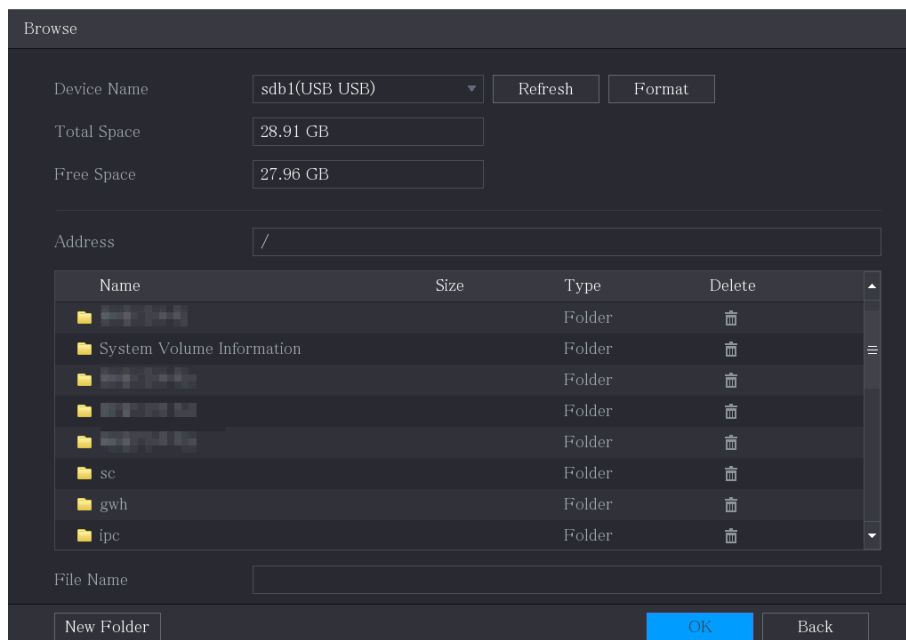 Browse
Device Name sdb1(USB USB) Refresh Format
Total Space 28.91 GB
Free Space 27.96 GB
Address /
Name Size Type Delete
Folder
System Volume Information Folder
Folder
Folder
Folder
sc Folder
gwh Folder
ipc Folder
File Name
New Folder OK Back